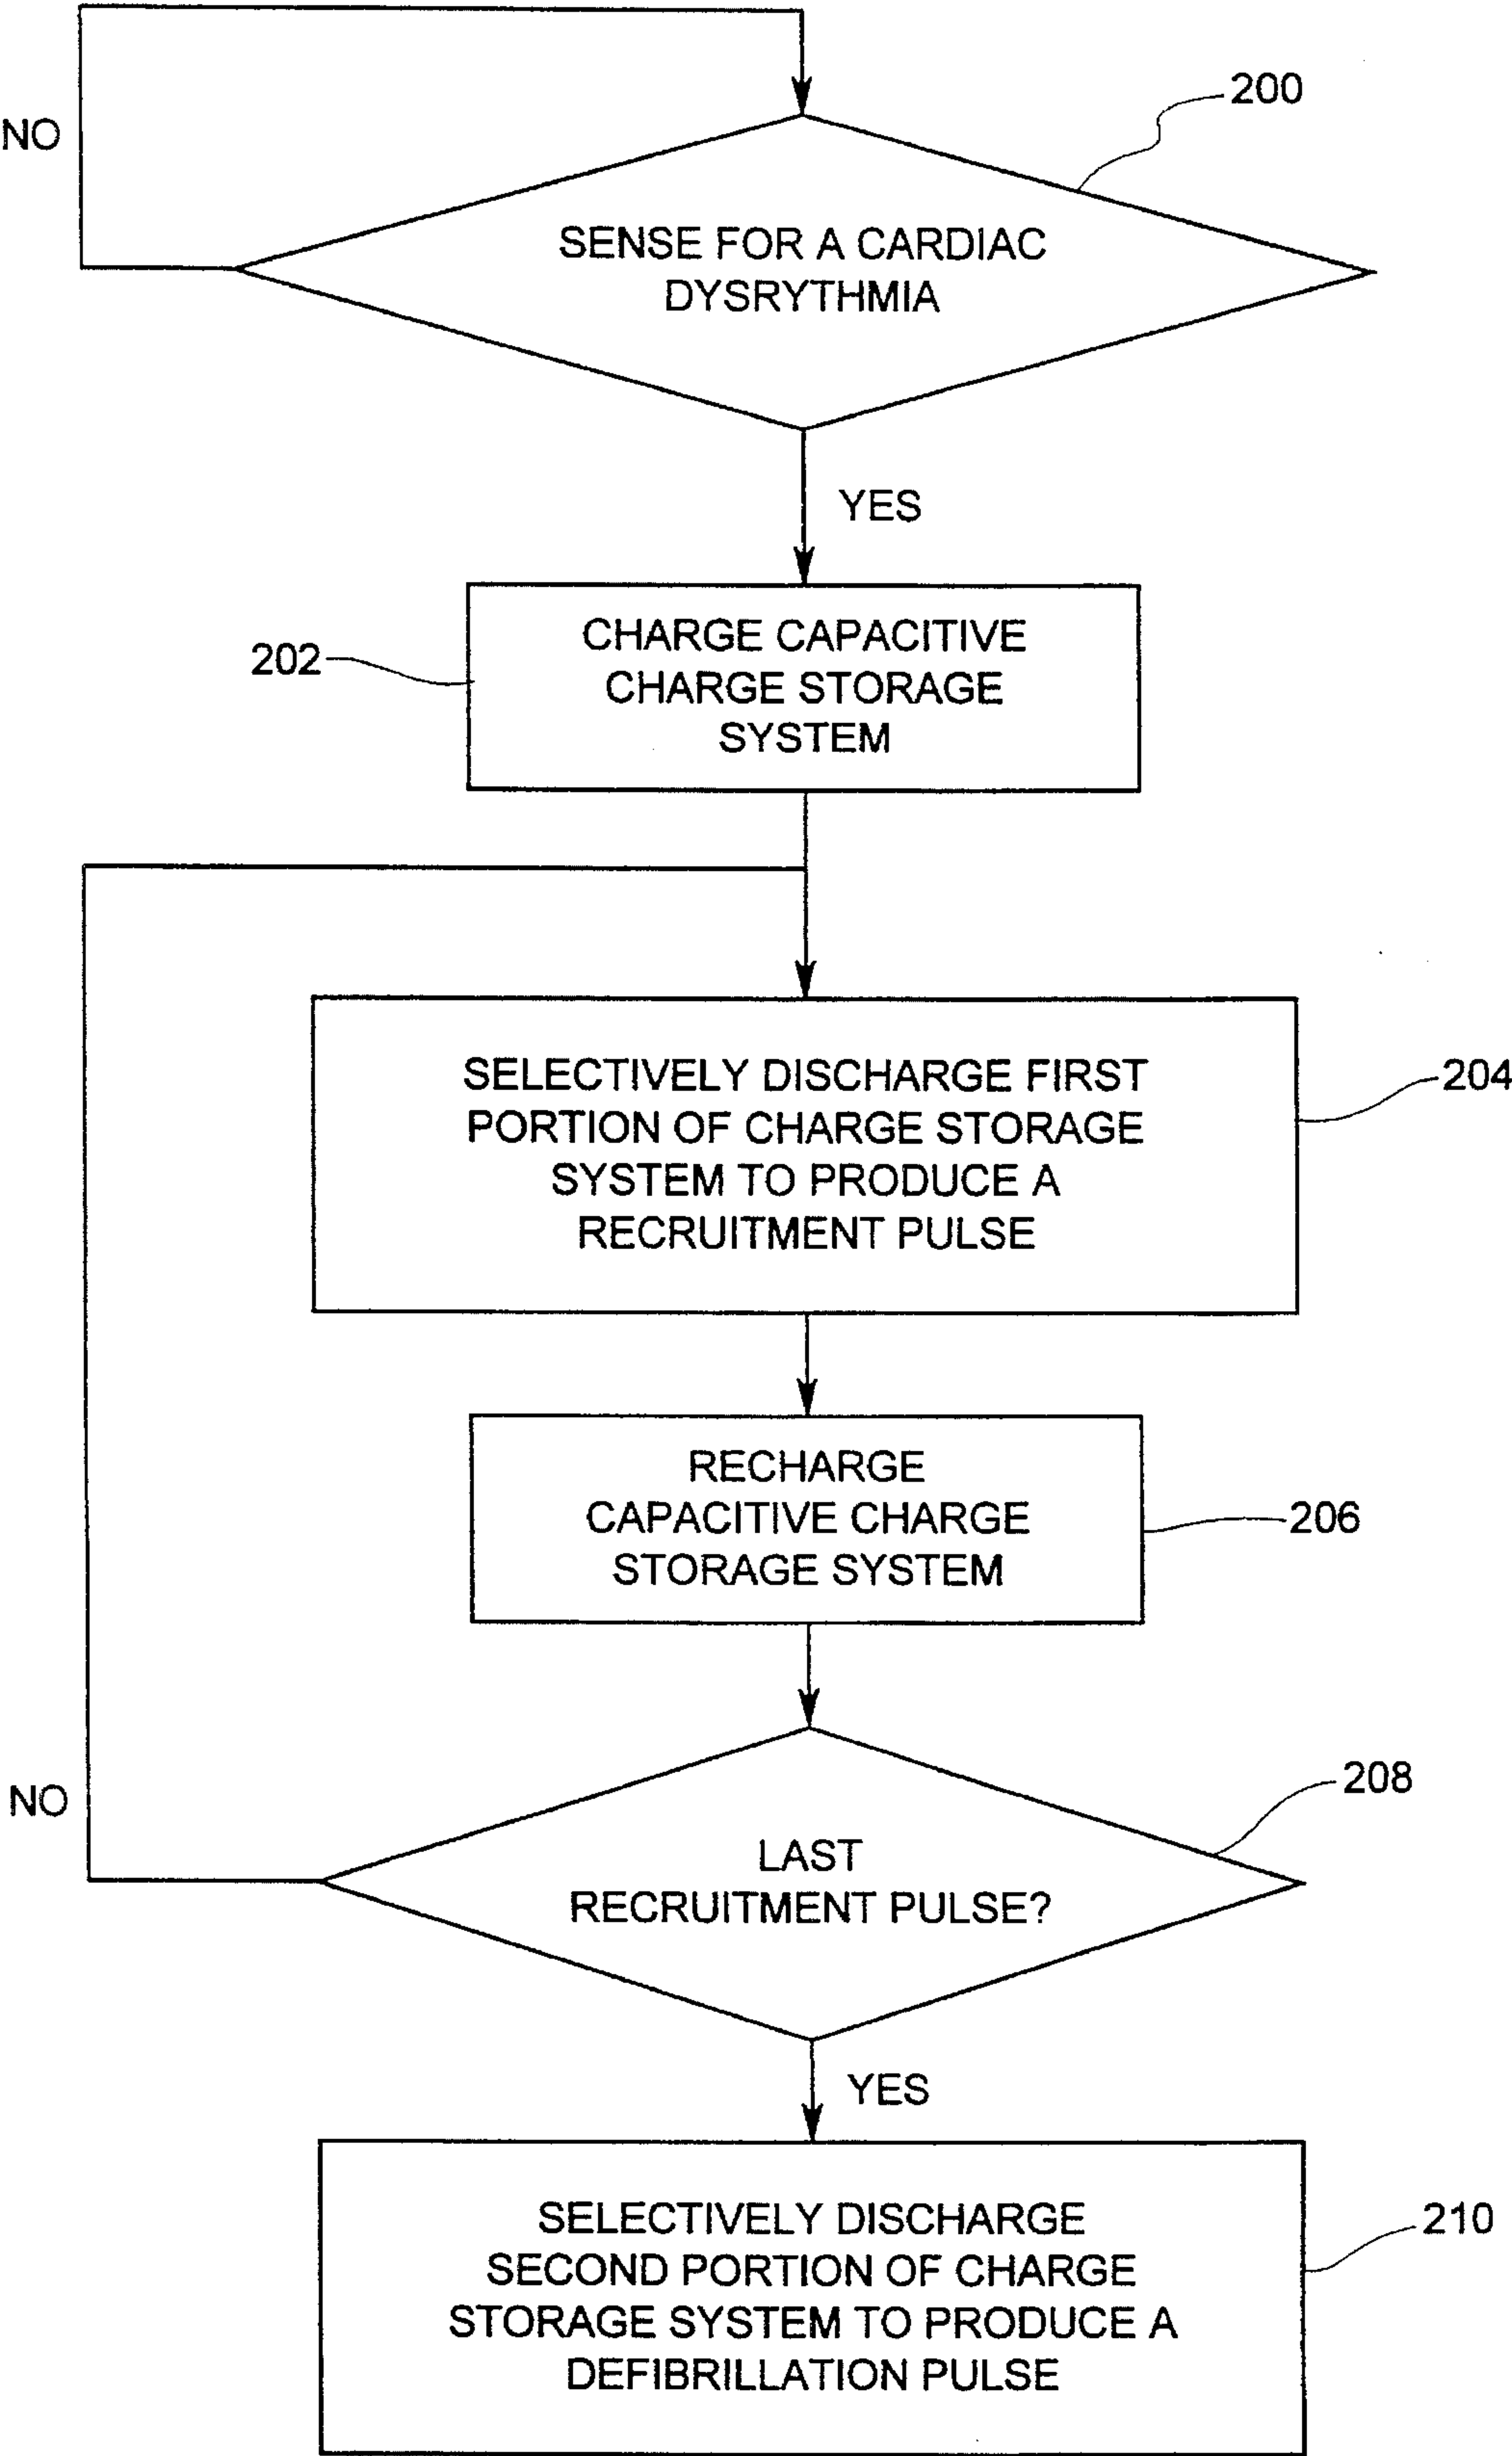 200
NO
SENSE FOR A CARDIAC
DYSRYTHMIA
YES
202
CHARGE CAPACITIVE
CHARGE STORAGE
SYSTEM
204
SELECTIVELY DISCHARGE FIRST
PORTION OF CHARGE STORAGE
SYSTEM TO PRODUCE A
RECRUITMENT PULSE
RECHARGE
CAPACITIVE CHARGE
STORAGE SYSTEM
206
NO
208
LAST
RECRUITMENT PULSE?
YES
SELECTIVELY DISCHARGE
SECOND PORTION OF CHARGE
STORAGE SYSTEM TO PRODUCE A
DEFIBRILLATION PULSE
210